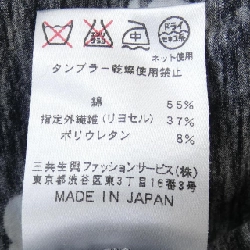 中
ドライ
セキユ系
ネット使用
タンブラー乾燥使用禁止
綿 55%
指定外繊維(リヨセル) 37%
ポリウレタン 8%
三共生興ファッションサービス(株)
東京都渋谷区東3丁目16番3号
MADE IN JAPAN